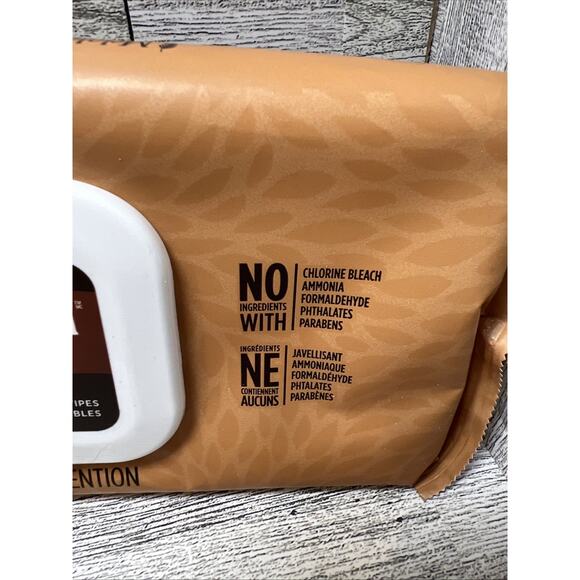 NO
INGREDIENTS
WITH
CHLORINE BLEACH
AMMONIA
FORMALDEHYDE
PHTHALATES
PARABENS
INGRÉDIENTS
NE
CONTIENNENT
AUCUNS
JAVELLISANT
AMMONIAQUE
FORMALDÉHYDE
PHTALATES
PARABÈNES
IPES
BLES
ENTION